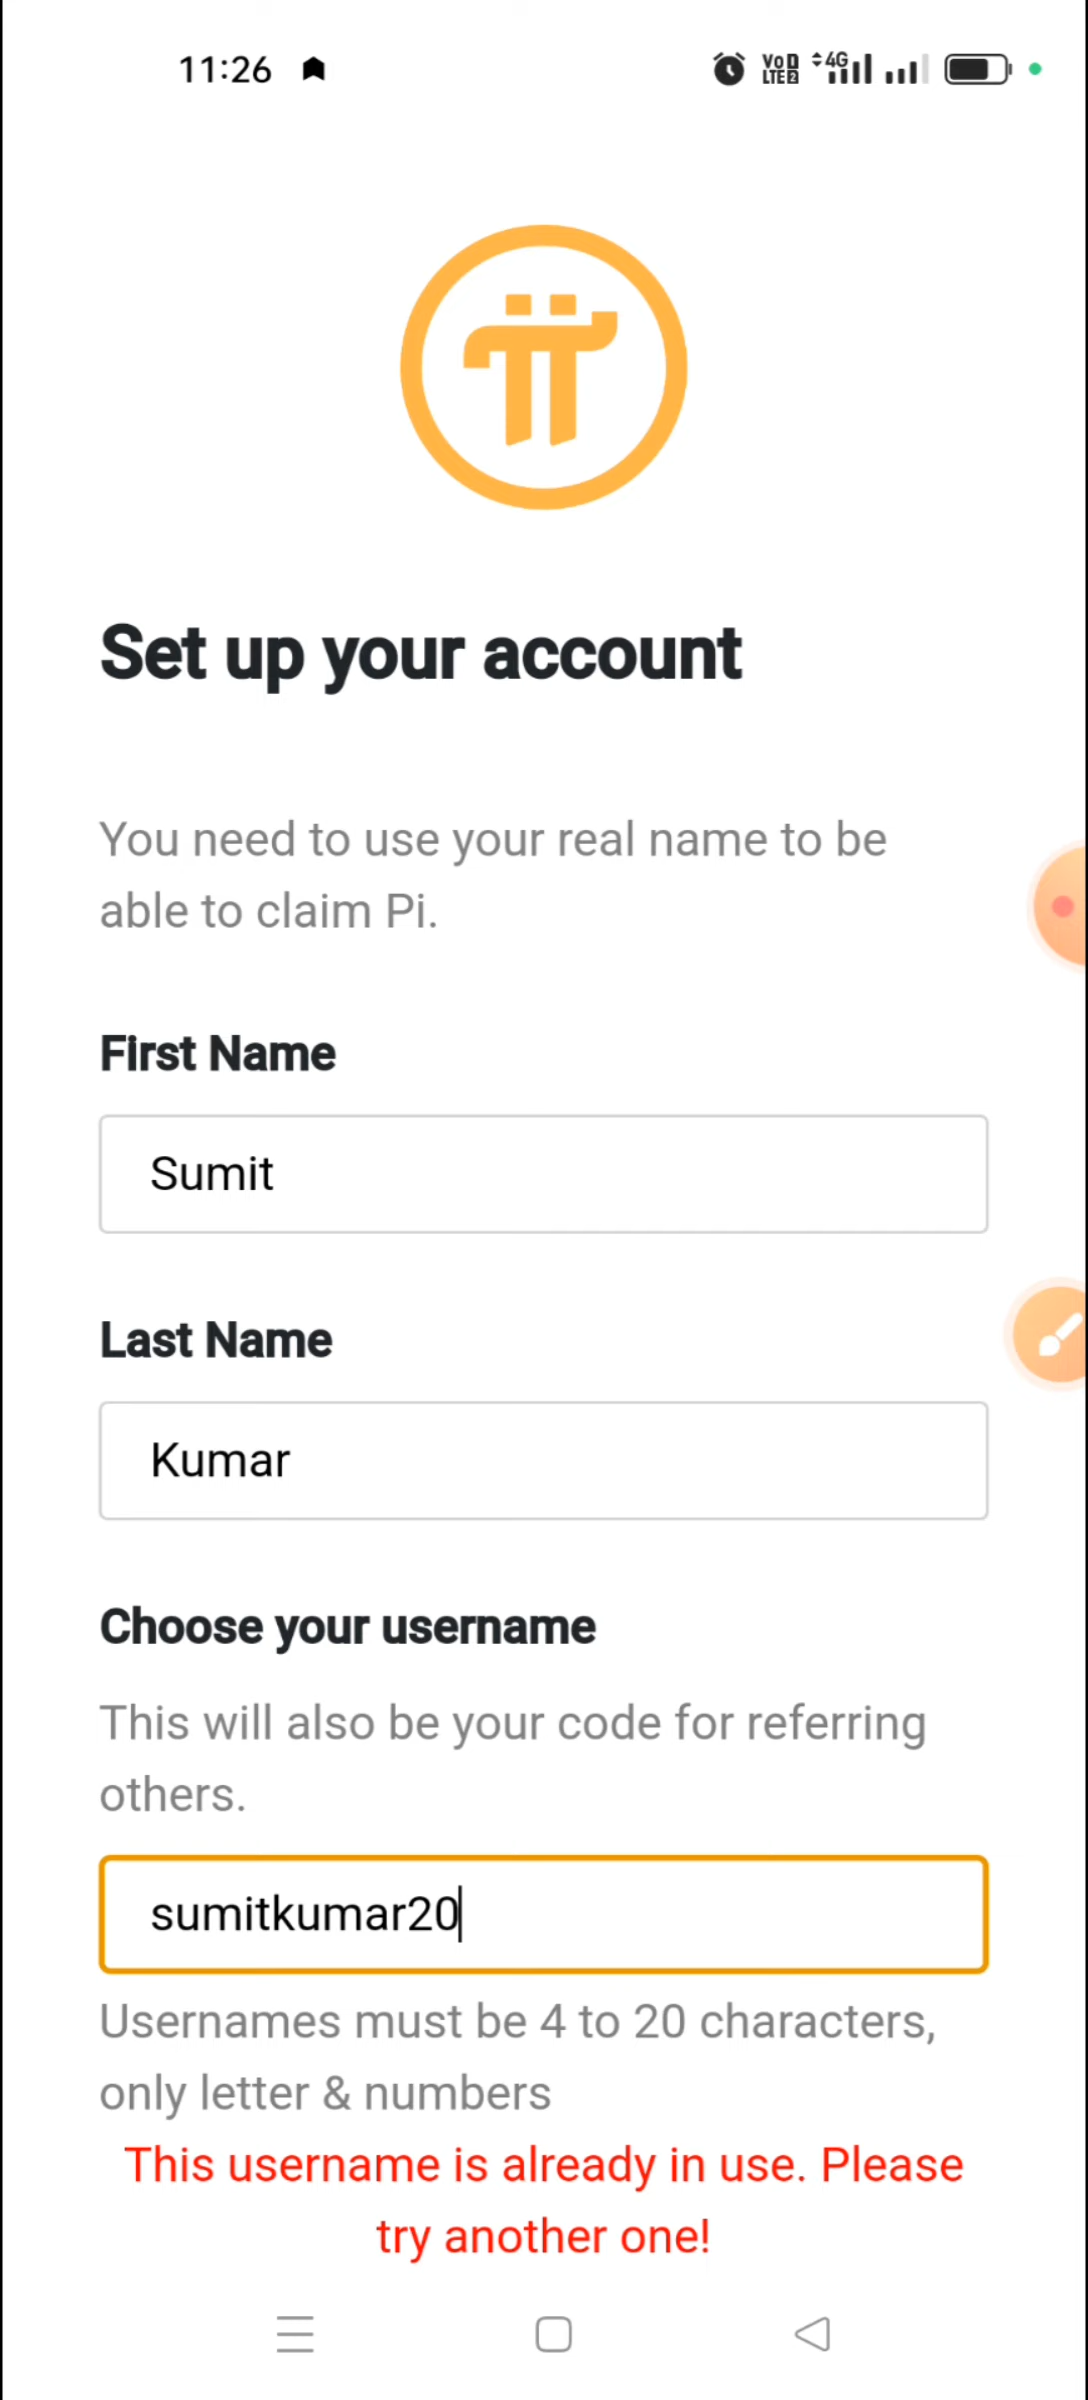 11:26
VoD LTE2 4G
Set up your account
You need to use your real name to be
able to claim Pi.
First Name
Sumit
Last Name
Kumar
Choose your username
This will also be your code for referring
others.
sumitkumar20
Usernames must be 4 to 20 characters,
only letter & numbers
This username is already in use. Please
try another one!